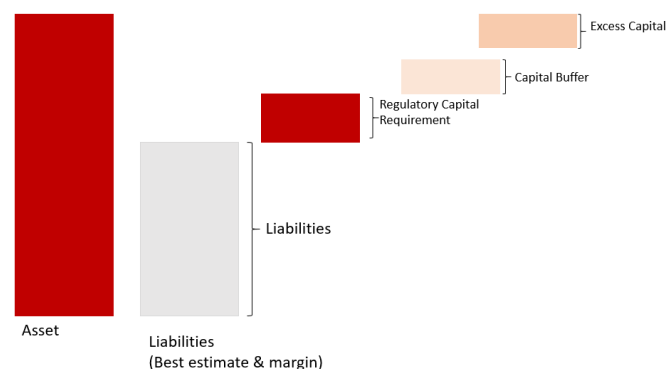 Excess Capital
Capital Buffer
Regulatory Capital
Requirement
Liabilities
Asset
Liabilities
(Best estimate & margin)